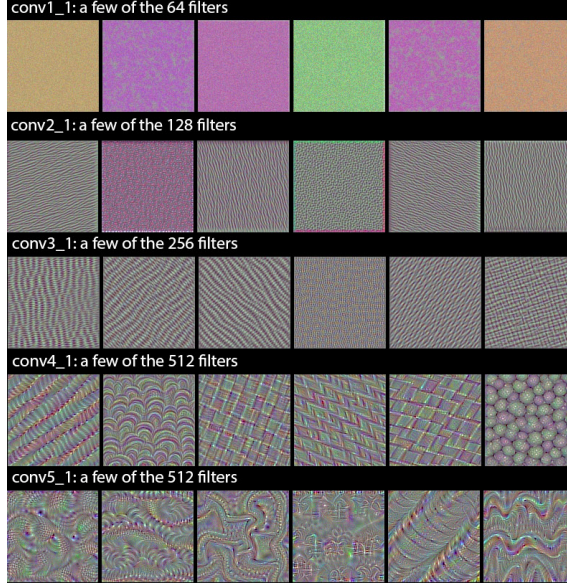 conv1_1: a few of the 64 filters
conv2_1: a few of the 128 filters
conv3_1: a few of the 256 filters
conv4_1: a few of the 512 filters
conv5_1: a few of the 512 filters